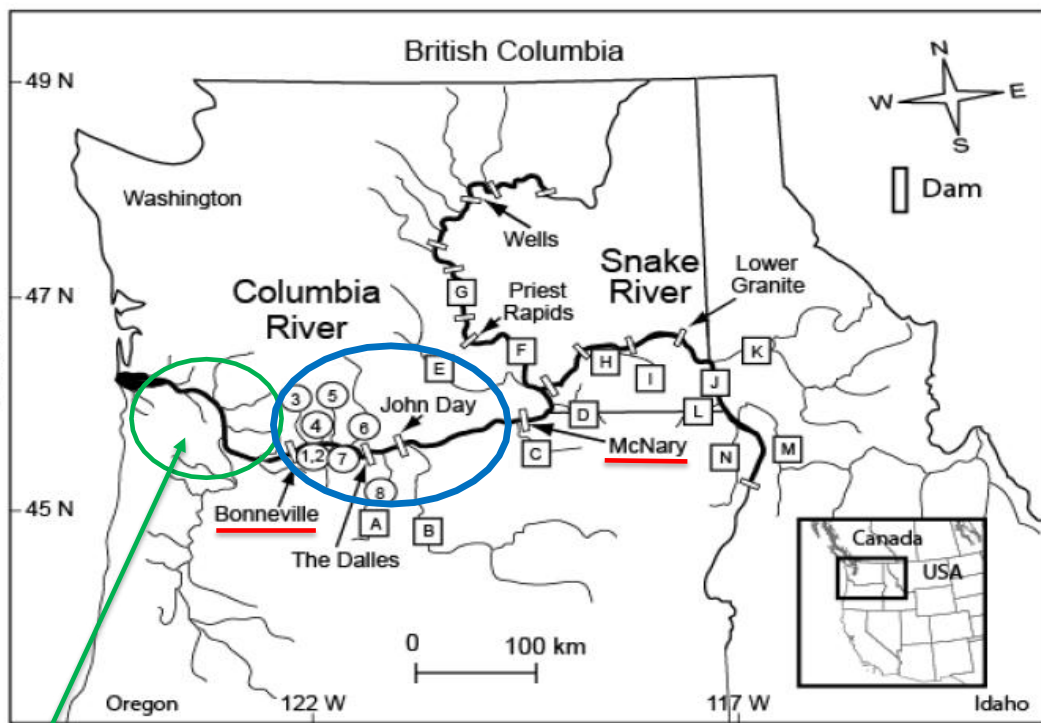 British Columbia
49 N
N
W
E
S
Washington
Dam
Wells
Snake
River
Lower
Granite
47 N
Columbia
River
G
Priest
Rapids
F
H
K
E
I
J
3
5
John Day
D
L
4
6
McNary
1,2
7
C
N
M
8
45 N
Bonneville
A
B
The Dalles
Canada
USA
0
100 km
Oregon
122 W
117 W
Idaho